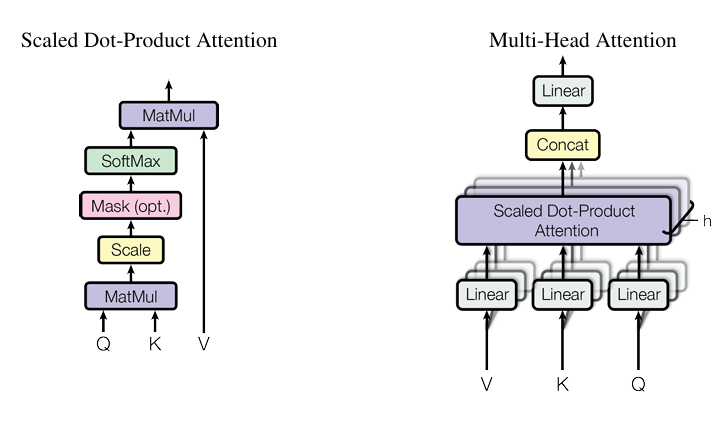 Scaled Dot-Product Attention
MatMul
SoftMax
Mask (opt.)
Scale
MatMul
Q K V
Multi-Head Attention
Linear
Concat
Scaled Dot-Product
Attention
h
Linear Linear Linear
V K Q